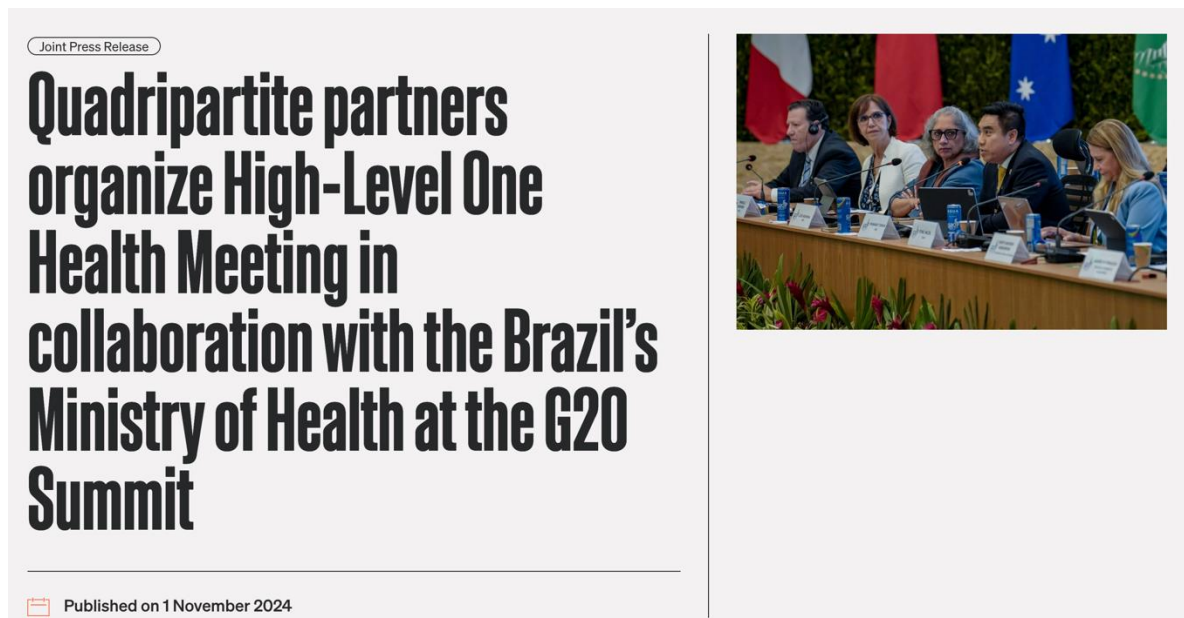 Joint Press Release
Quadripartite partners
organize High-Level One
Health Meeting in
collaboration with the Brazil’s
Ministry of Health at the G20
Summit
Published on 1 November 2024